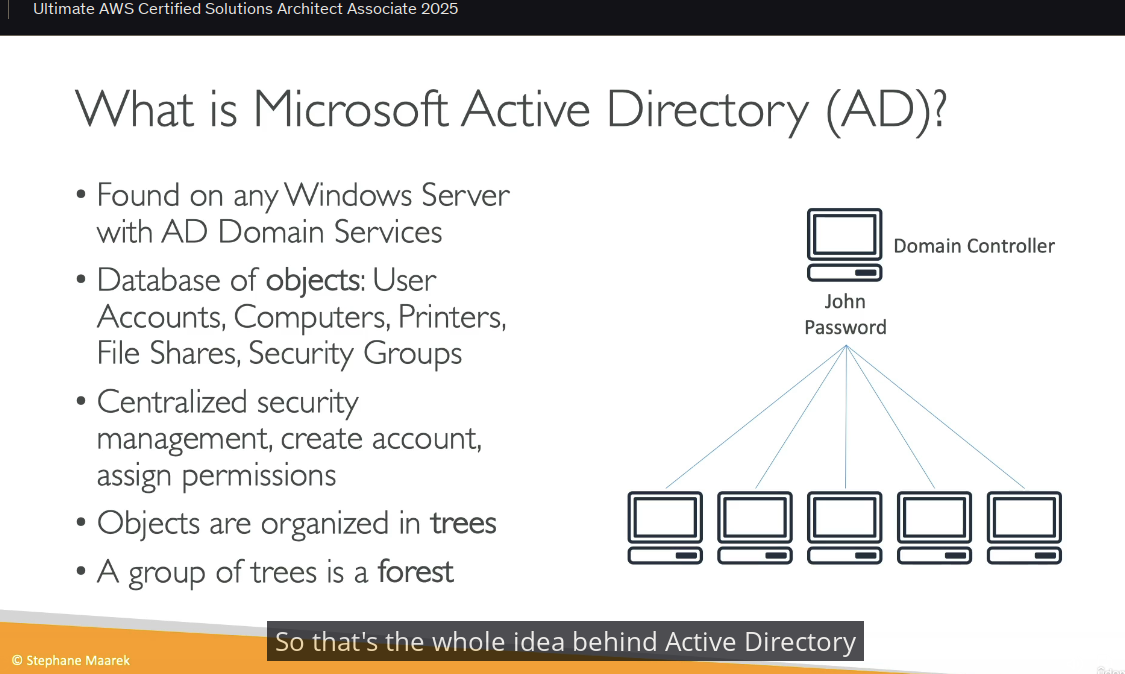 Ultimate AWS Certified Solutions Architect Associate 2025
What is Microsoft Active Directory (AD)?
• Found on any Windows Server
with AD Domain Services
• Database of objects: User
Accounts, Computers, Printers,
File Shares, Security Groups
• Centralized security
management, create account,
assign permissions
• Objects are organized in trees
• A group of trees is a forest
Domain Controller
John
Password
So that's the whole idea behind Active Directory
© Stephane Maarek